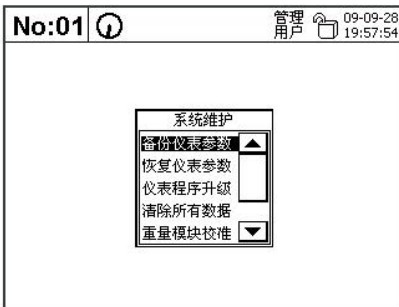 No:01
管理
用户
09-09-28
19:57:54
系统维护
备份仪表参数
恢复仪表参数
仪表程序升级
清除所有数据
重量模块校准